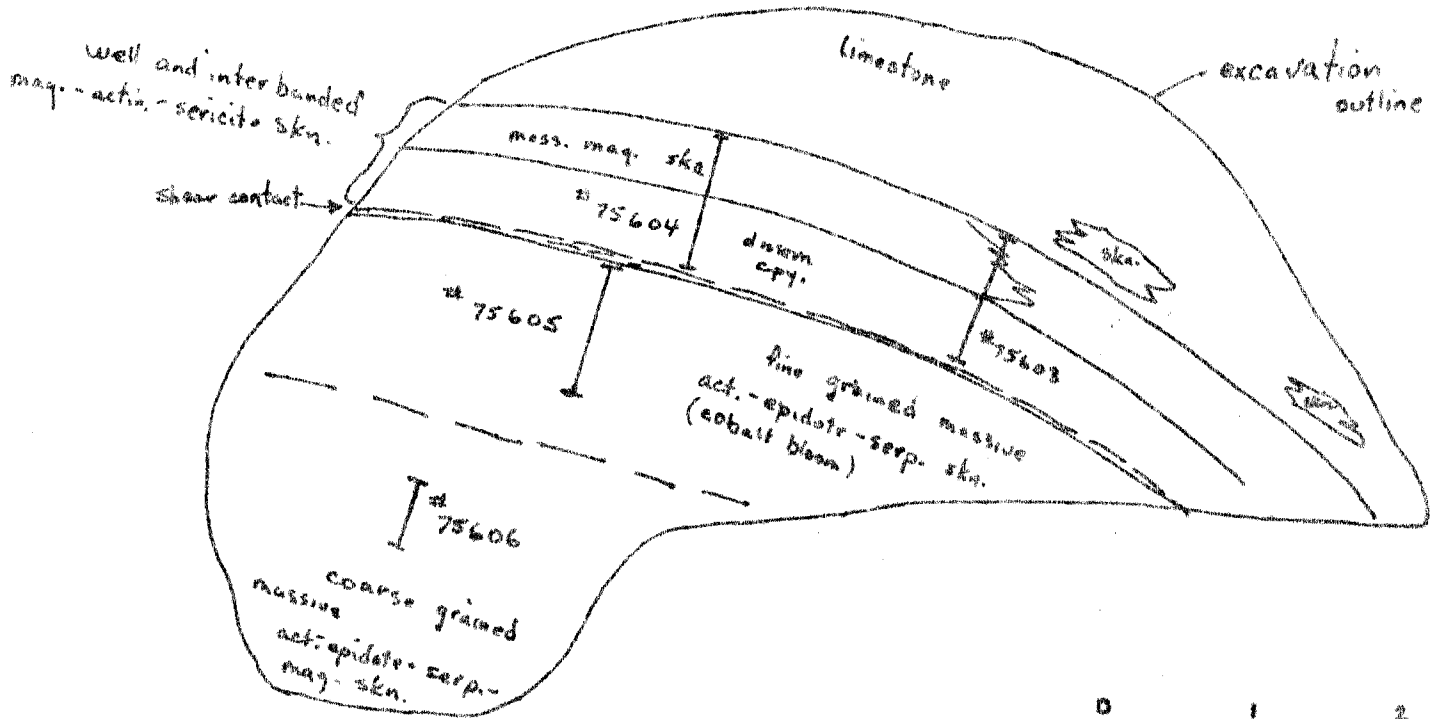 limestone
excavation
outline
well and interbanded
mag.-actin.-sericite skn.
mass. mag. skn
shear contact
# 75604
dissem
cpy.
skn.
# 75605
#75603
fine grained massive
act.-epidote-serp. skn.
(cobalt bloom)
# 75606
coarse grained
massive
act.-epidote-serp.-
mag-skn.
0 1 2